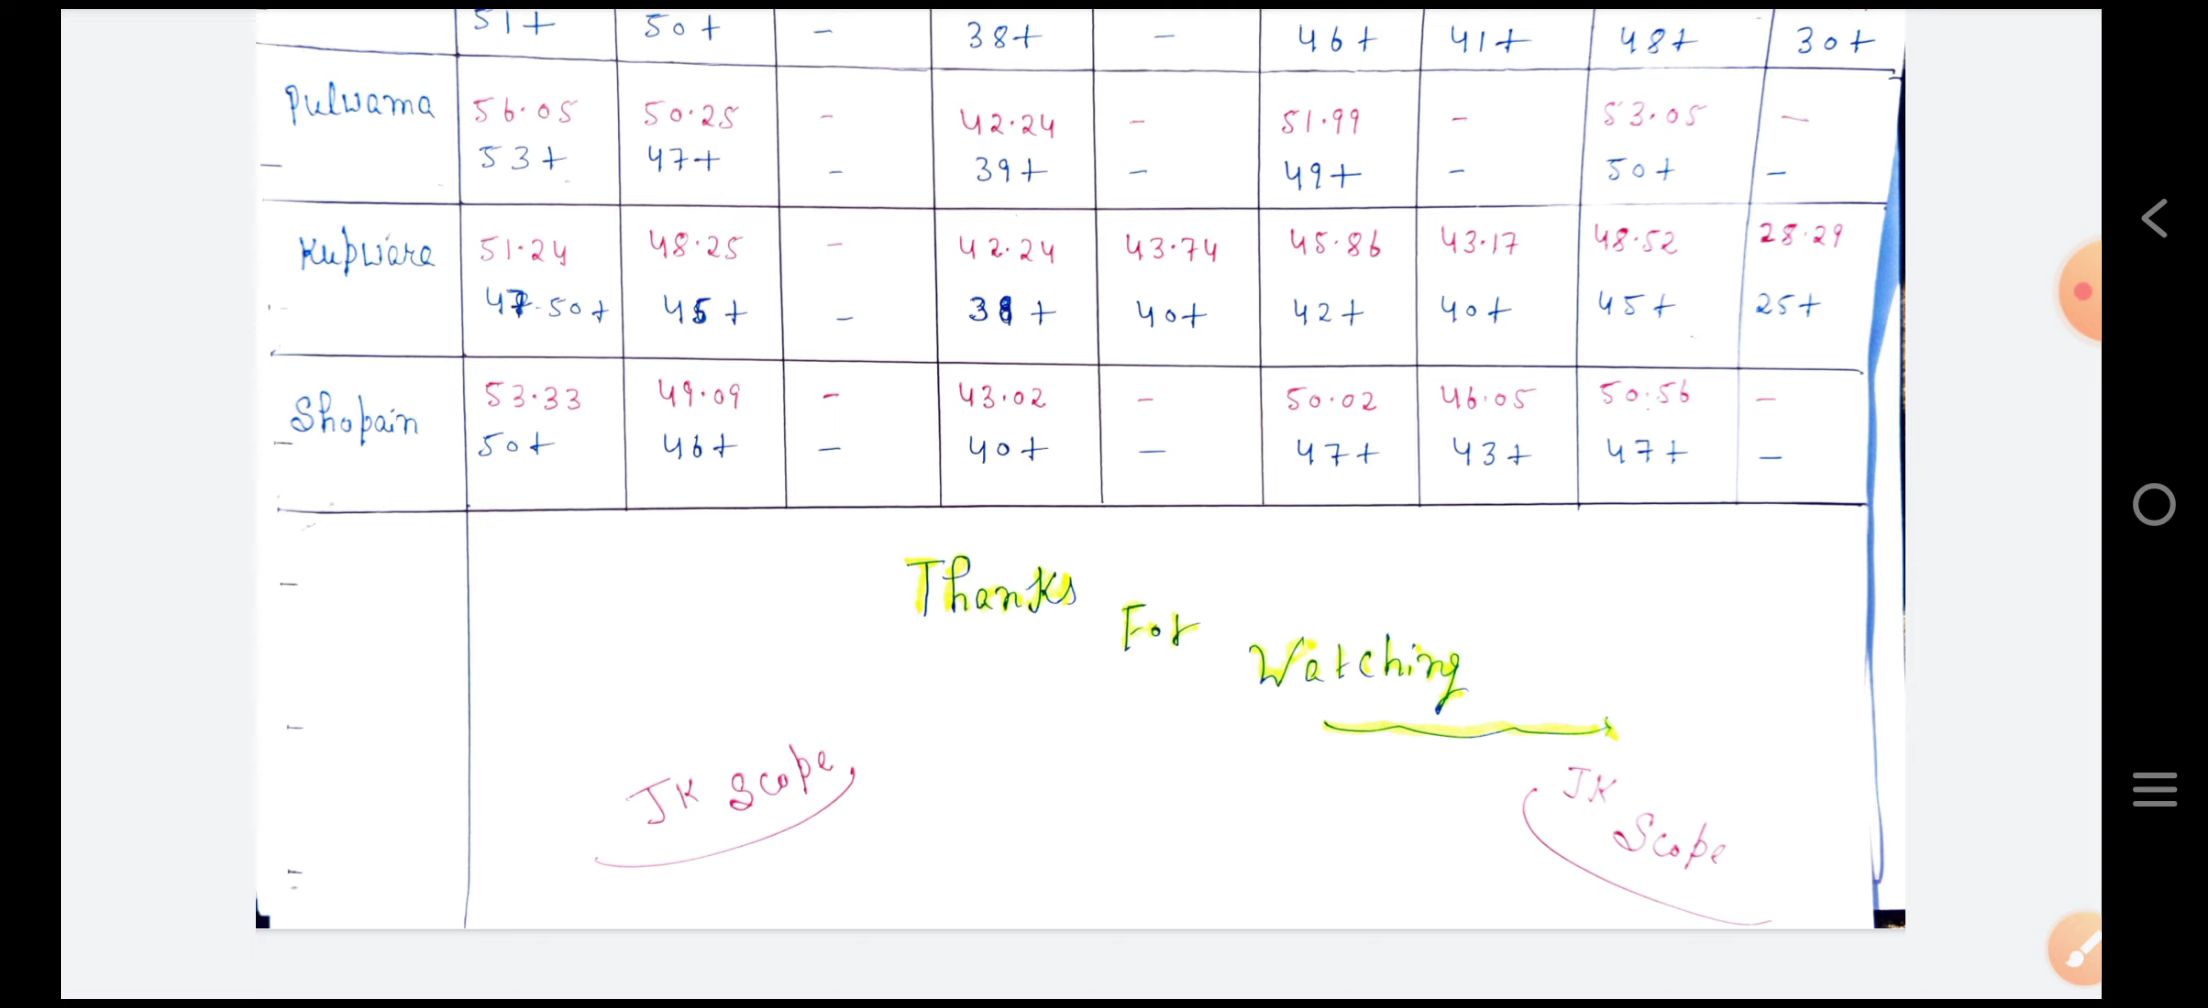 51+ 50+ - 38+ - 46+ 41+ 48+ 30+
Pulwama 56.05 50.25 - 42.24 - 51.99 - 53.05 -
53+ 47+ - 39+ - 49+ - 50+ -
Kupwara 51.24 48.25 - 42.24 43.74 45.86 43.17 48.52 28.29
47.50+ 45+ - 38+ 40+ 42+ 40+ 45+ 25+
Shopain 53.33 49.09 - 43.02 - 50.02 46.05 50.56 -
50+ 46+ - 40+ - 47+ 43+ 47+ -
Thanks
For
Watching
JK Scope
JK
Scope